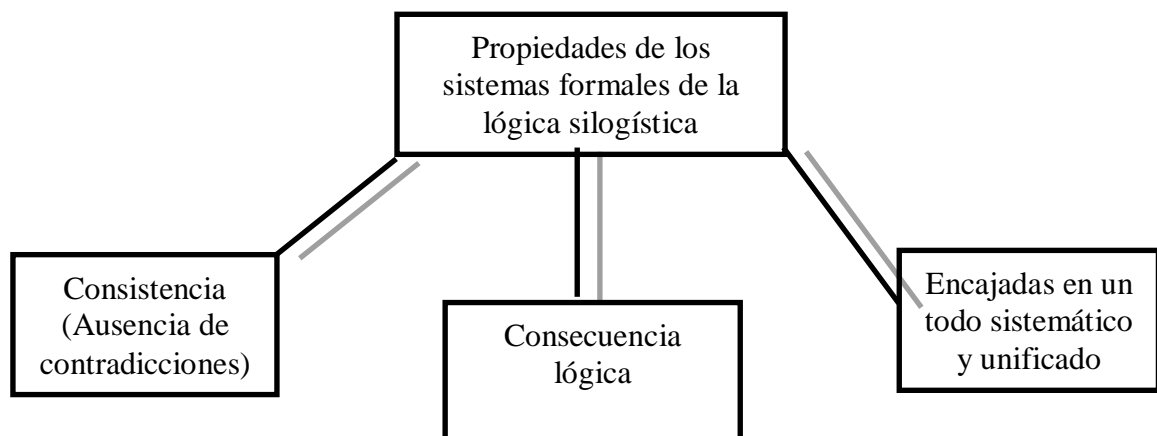 Propiedades de los
sistemas formales de la
lógica silogística
Consistencia
(Ausencia de
contradicciones)
Consecuencia
lógica
Encajadas en un
todo sistemático
y unificado